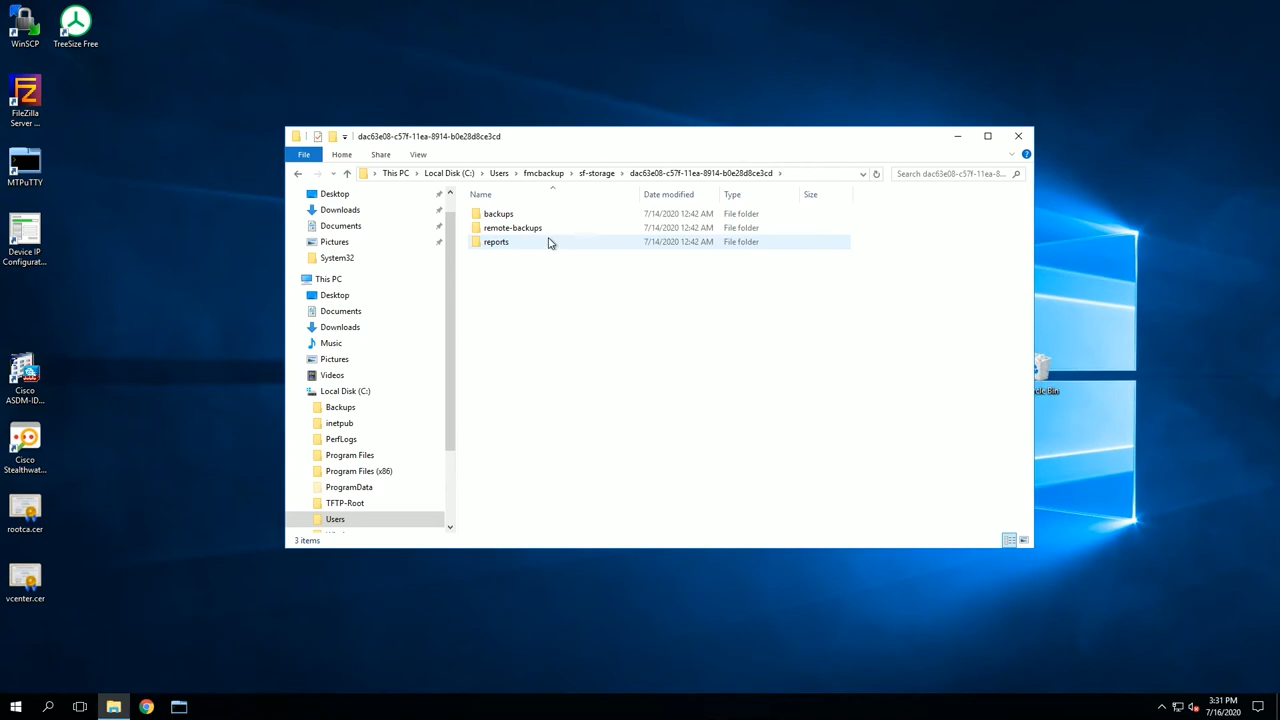 WinSCP
TreeSize Free
FileZilla
Server ...
MTPuTTY
Device IP
Configurat...
Cisco
ASDM-ID...
Cisco
Stealthwat...
rootca.cer
vcenter.cer
dac63e08-c57f-11ea-8914-b0e28d8ce3cd
File
Home
Share
View
This PC > Local Disk (C:) > Users > fmcbackup > sf-storage > dac63e08-c57f-11ea-8914-b0e28d8ce3cd >
Search dac63e08-c57f-11ea-8...
Desktop
Downloads
Documents
Pictures
System32
This PC
Desktop
Documents
Downloads
Music
Pictures
Videos
Local Disk (C:)
Backups
inetpub
PerfLogs
Program Files
Program Files (x86)
ProgramData
TFTP-Root
Users
Name Date modified Type Size
backups 7/14/2020 12:42 AM File folder
remote-backups 7/14/2020 12:42 AM File folder
reports 7/14/2020 12:42 AM File folder
3 items
cle Bin
3:31 PM
7/16/2020